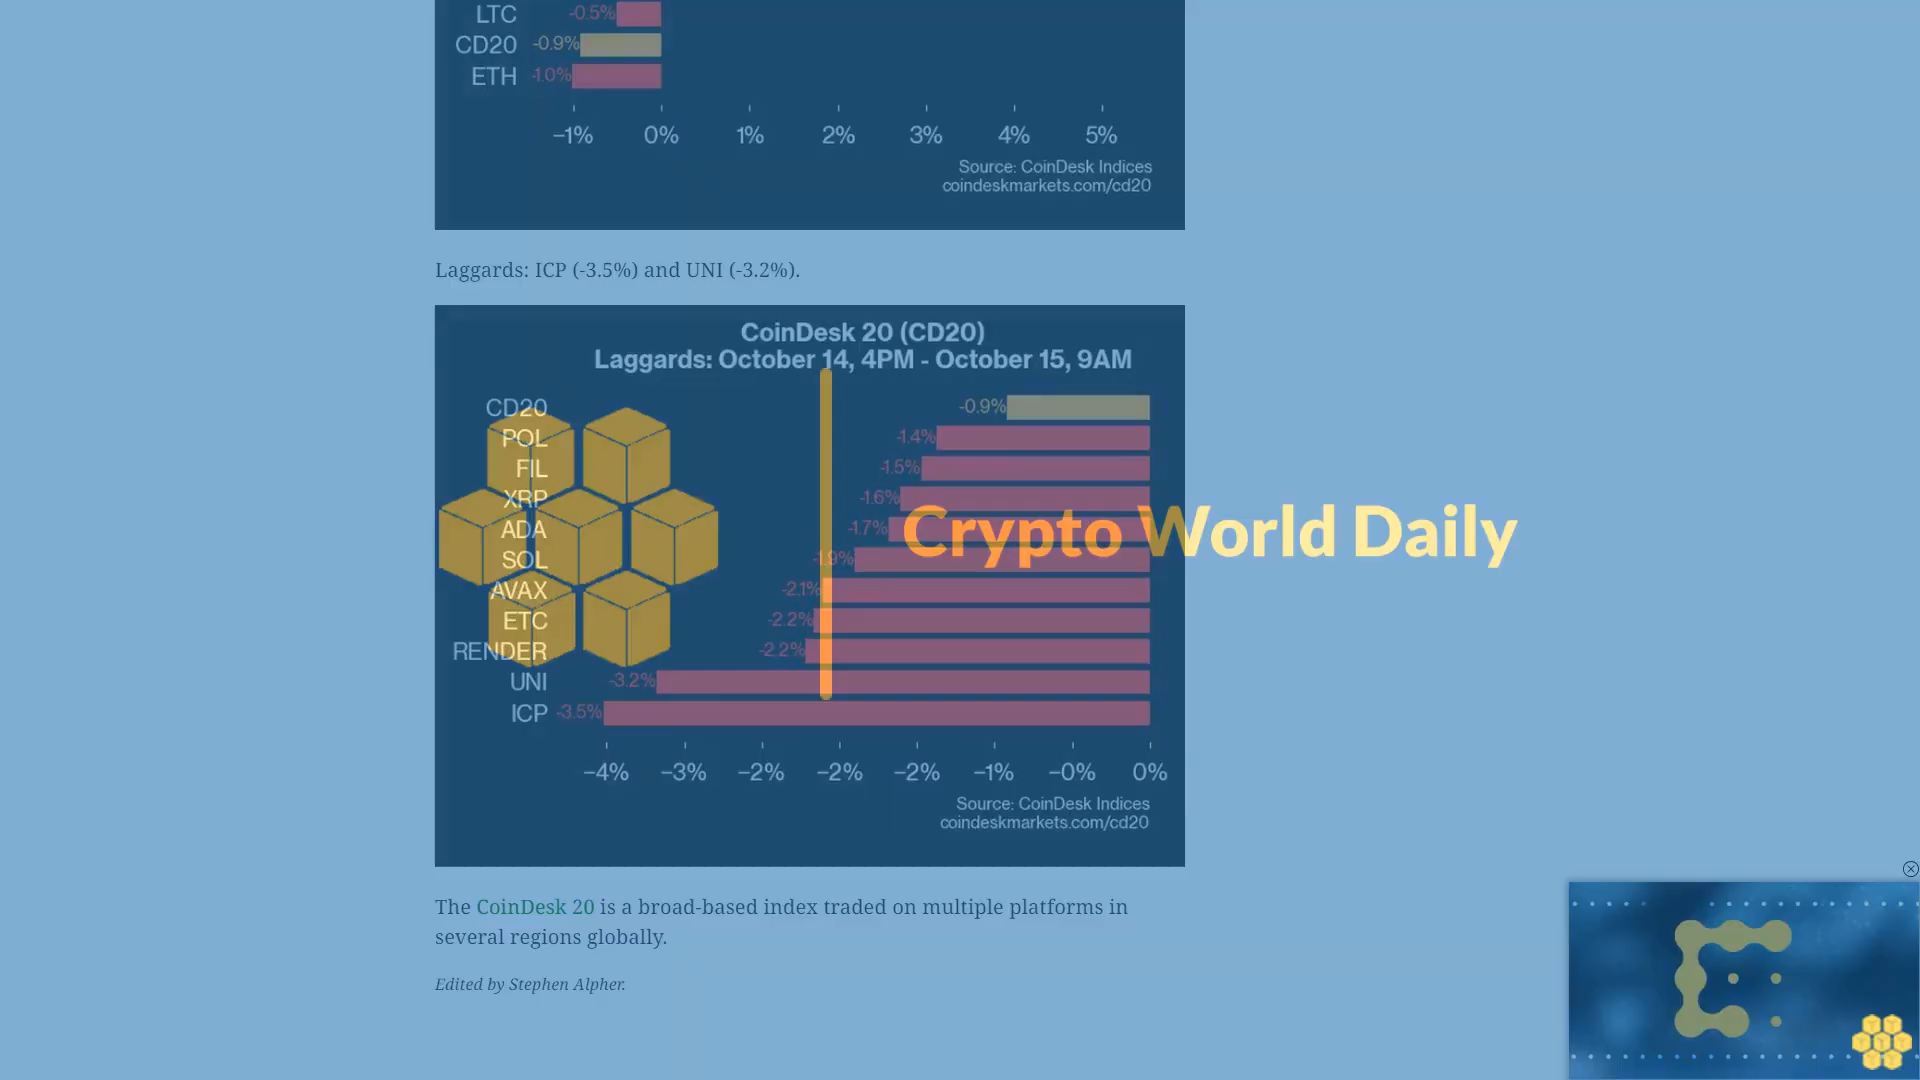 LTC -0.5%
CD20 -0.9%
ETH -1.0%
−1% 0% 1% 2% 3% 4% 5%
Source: CoinDesk Indices
coindeskmarkets.com/cd20
Laggards: ICP (-3.5%) and UNI (-3.2%).
CoinDesk 20 (CD20)
Laggards: October 14, 4PM - October 15, 9AM
CD20 -0.9%
POL -1.4%
FIL -1.5%
XRP -1.6%
ADA -1.7%
Crypto World Daily
SOL -1.9%
AVAX -2.1%
ETC -2.2%
RENDER -2.2%
UNI -3.2%
ICP -3.5%
−4% −3% −2% −2% −2% −1% −0% 0%
Source: CoinDesk Indices
coindeskmarkets.com/cd20
The CoinDesk 20 is a broad-based index traded on multiple platforms in
several regions globally.
Edited by Stephen Alpher.